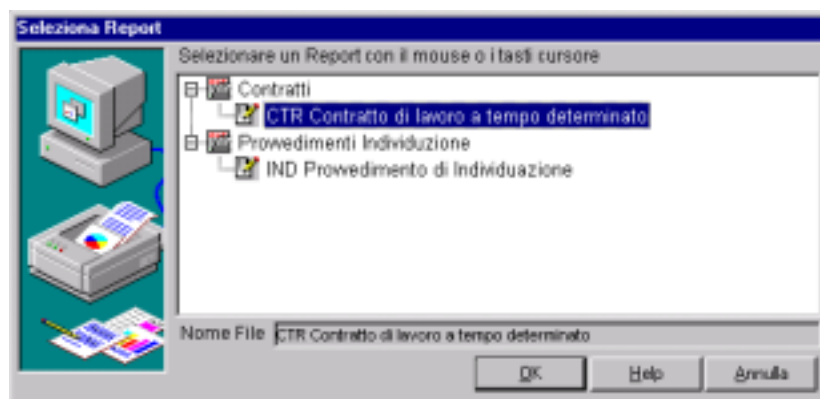 Seleziona Report
Selezionare un Report con il mouse o i tasti cursore
Contratti
CTR Contratto di lavoro a tempo determinato
Provvedimenti Individuzione
IND Provvedimento di Individuazione
Nome File CTR Contratto di lavoro a tempo determinato
OK Help Annulla